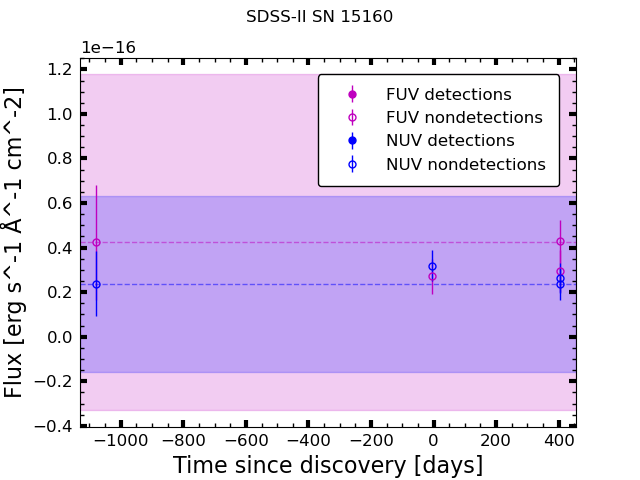 SDSS-II SN 15160
1e−16
1.2
1.0
0.8
0.6
0.4
0.2
0.0
−0.2
−0.4
Flux [erg s^-1 Å^-1 cm^-2]
FUV detections
FUV nondetections
NUV detections
NUV nondetections
−1000 −800 −600 −400 −200 0 200 400
Time since discovery [days]